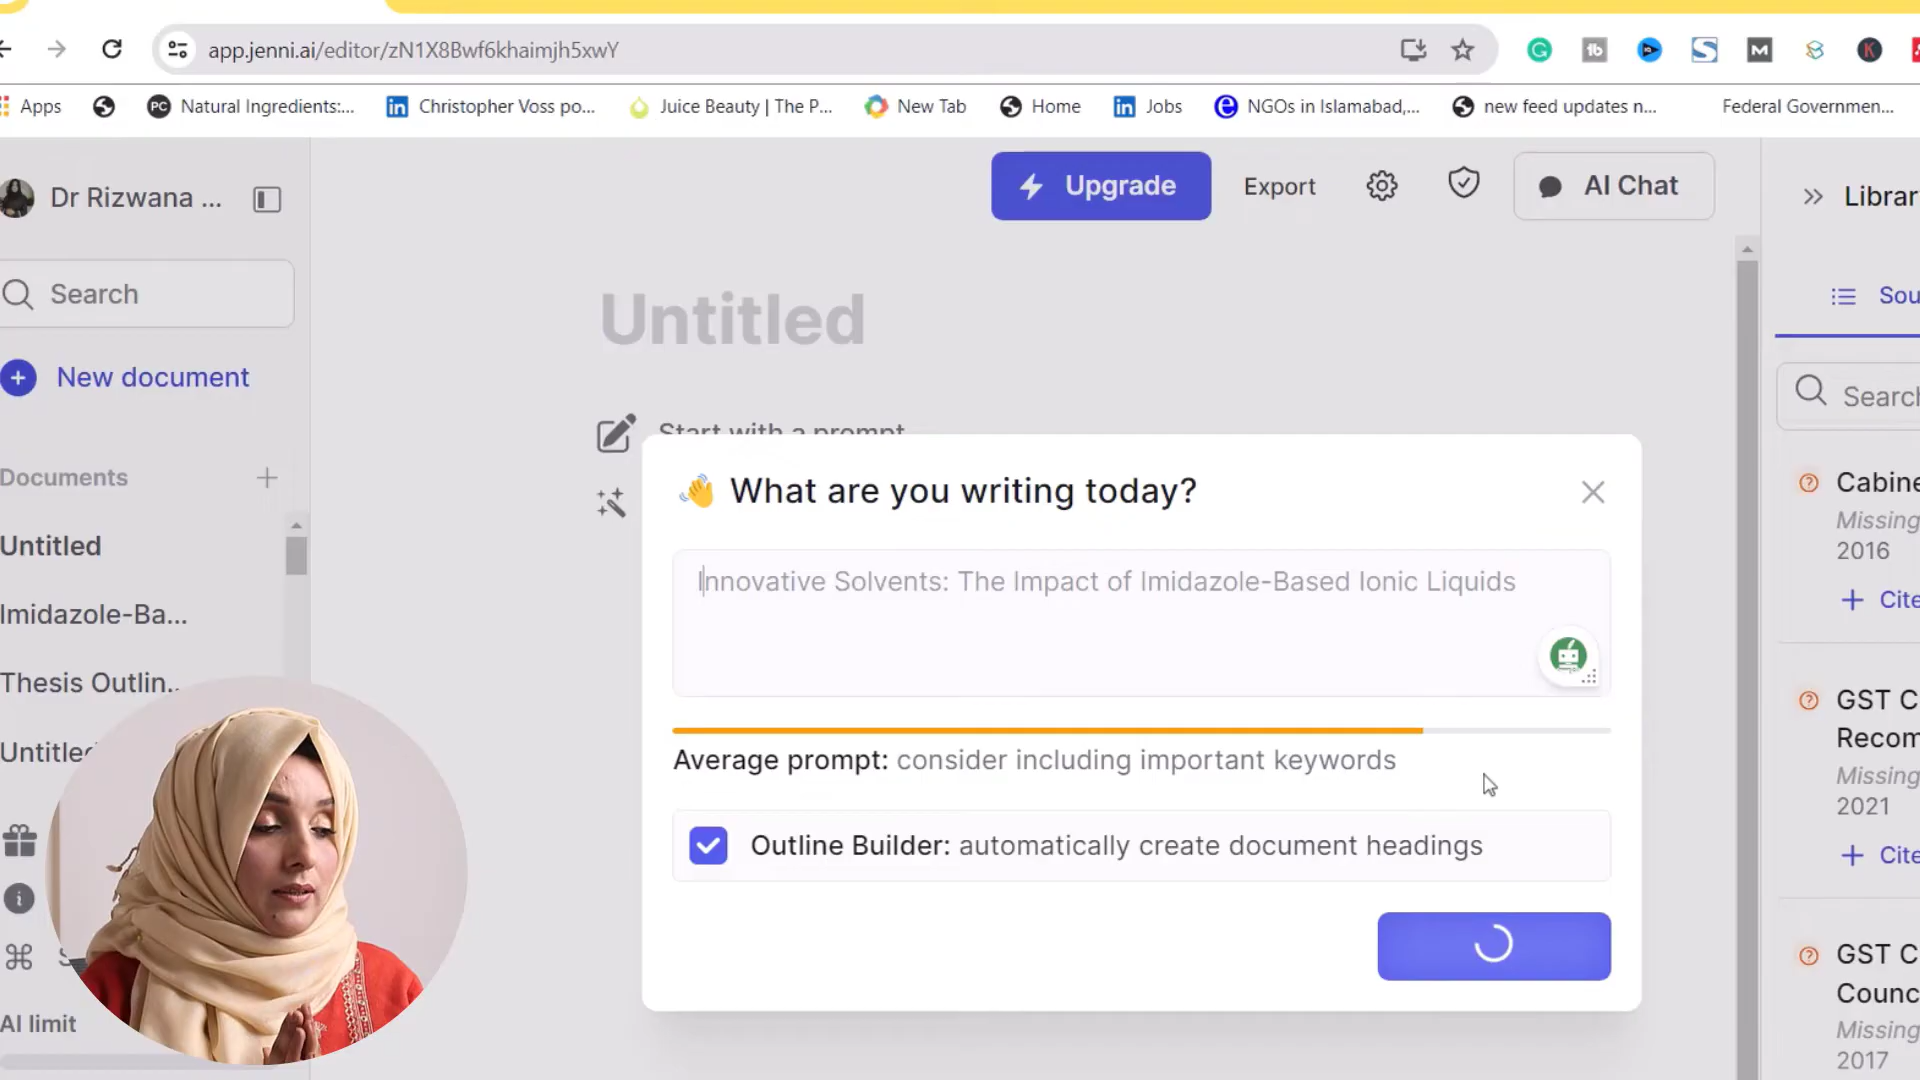 app.jenni.ai/editor/zN1X8Bwf6khaimjh5xwY
Apps
Natural Ingredients:...
Christopher Voss po...
Juice Beauty | The P...
New Tab
Home
Jobs
NGOs in Islamabad,...
new feed updates n...
Federal Governmen...
Dr Rizwana ...
Search
New document
Documents
Untitled
Imidazole-Ba...
Thesis Outlin...
Untitled
AI limit
Upgrade
Export
AI Chat
Untitled
Start with a prompt
👋 What are you writing today?
Innovative Solvents: The Impact of Imidazole-Based Ionic Liquids
Average prompt: consider including important keywords
Outline Builder: automatically create document headings
Librar
Sou
Search
Cabine
Missing
2016
+ Cite
GST C
Recom
Missing
2021
+ Cite
GST C
Counc
Missing
2017